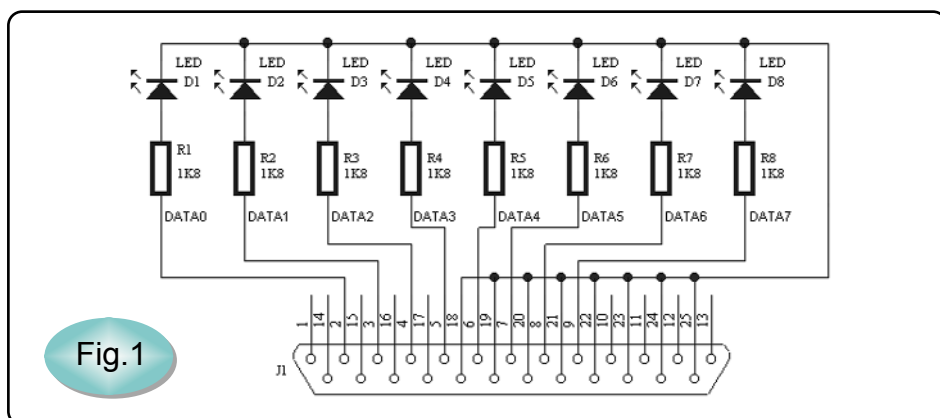 LED LED LED LED LED LED LED LED
D1 D2 D3 D4 D5 D6 D7 D8
R1 R2 R3 R4 R5 R6 R7 R8
1K8 1K8 1K8 1K8 1K8 1K8 1K8 1K8
DATA0 DATA1 DATA2 DATA3 DATA4 DATA5 DATA6 DATA7
1 14 2 15 3 16 4 17 5 18 6 19 7 20 8 21 9 22 10 23 11 24 12 25 13
Fig.1
J1